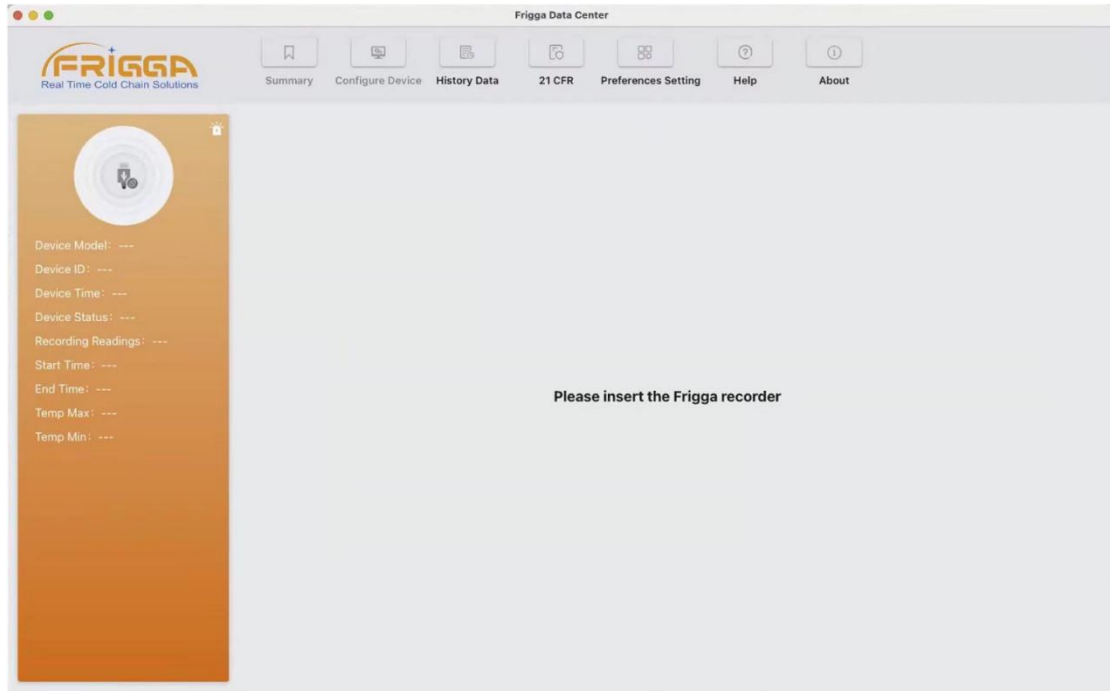 Frigga Data Center
FRIGGA
Real Time Cold Chain Solutions
Summary
Configure Device
History Data
21 CFR
Preferences Setting
Help
About
Device Model: ---
Device ID: ---
Device Time: ---
Device Status: ---
Recording Readings: ---
Start Time: ---
End Time: ---
Temp Max: ---
Temp Min: ---
Please insert the Frigga recorder